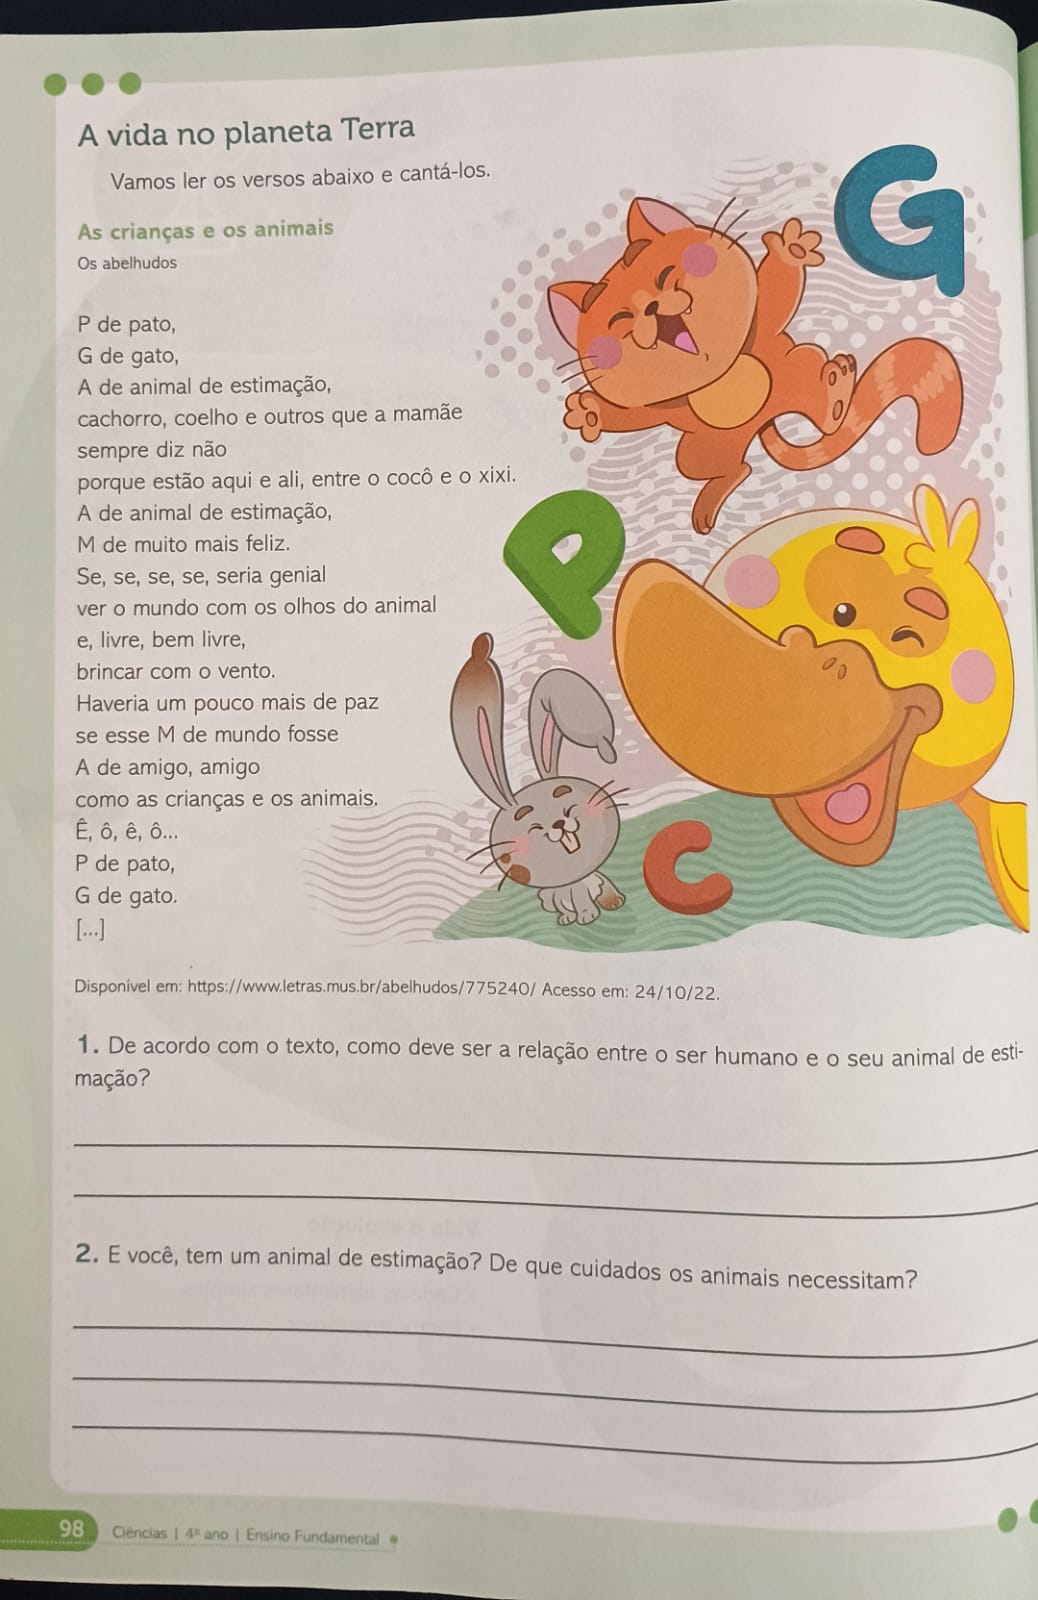 A vida no planeta Terra
Vamos ler os versos abaixo e cantá-los.
As crianças e os animais
Os abelhudos
P de pato,
G de gato,
A de animal de estimação,
cachorro, coelho e outros que a mamãe
sempre diz não
porque estão aqui e ali, entre o cocô e o xixi.
A de animal de estimação,
M de muito mais feliz.
Se, se, se, se, seria genial
ver o mundo com os olhos do animal
e, livre, bem livre,
brincar com o vento.
Haveria um pouco mais de paz
se esse M de mundo fosse
A de amigo, amigo
como as crianças e os animais.
Ê, ô, ê, ô...
P de pato,
G de gato.
[...]
G
P
C
Disponível em: https://www.letras.mus.br/abelhudos/775240/ Acesso em: 24/10/22.
1. De acordo com o texto, como deve ser a relação entre o ser humano e o seu animal de esti-
mação?
2. E você, tem um animal de estimação? De que cuidados os animais necessitam?
98 Ciências | 4º ano | Ensino Fundamental